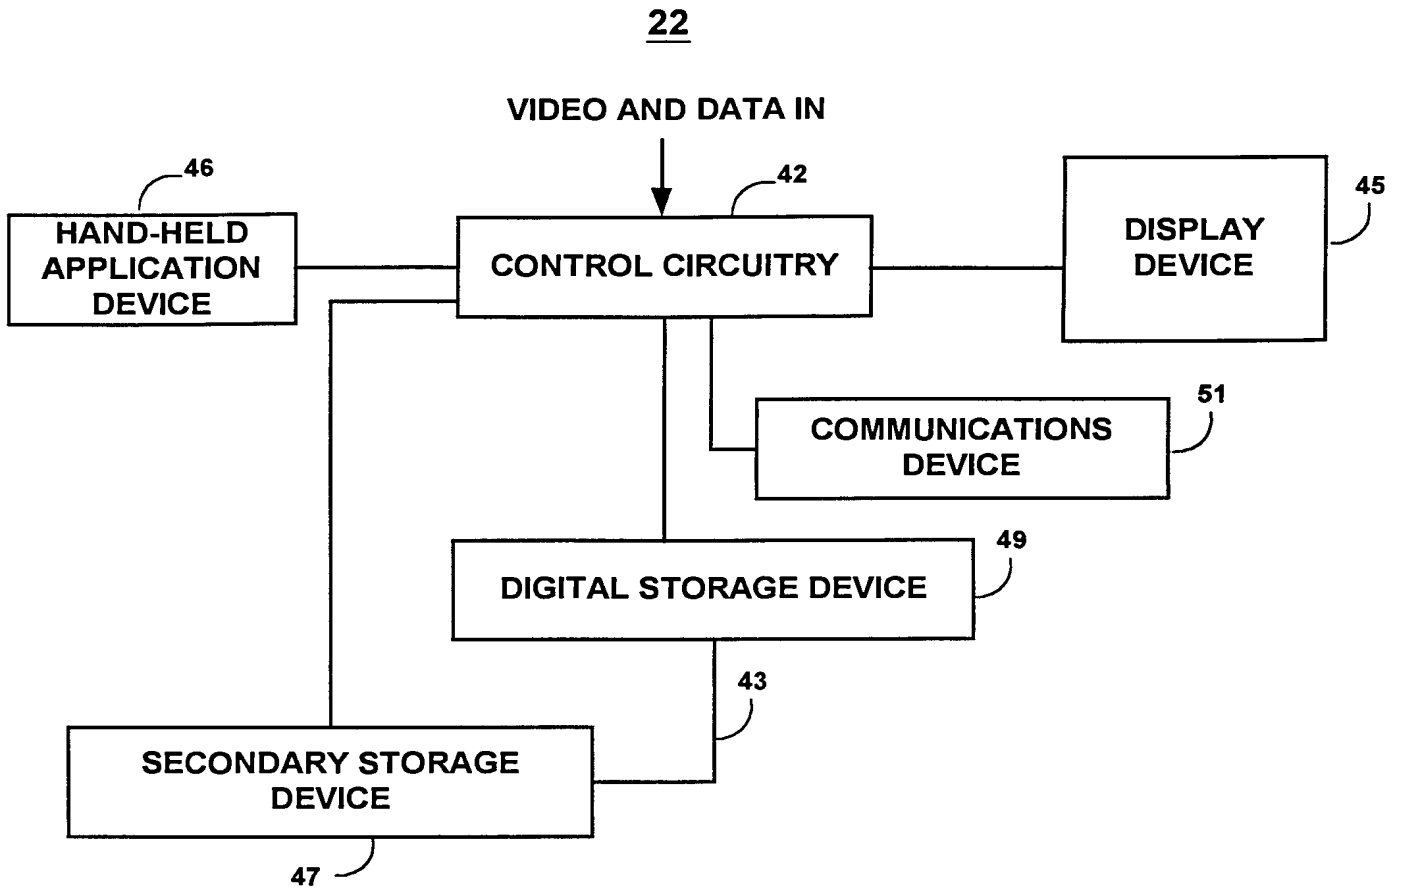 22
VIDEO AND DATA IN
46
42
45
HAND-HELD
APPLICATION
DEVICE
CONTROL CIRCUITRY
DISPLAY
DEVICE
51
COMMUNICATIONS
DEVICE
49
DIGITAL STORAGE DEVICE
43
SECONDARY STORAGE
DEVICE
47